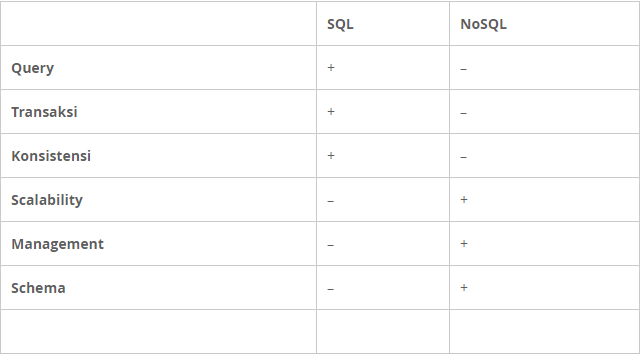 SQL NoSQL
Query + –
Transaksi + –
Konsistensi + –
Scalability – +
Management – +
Schema – +